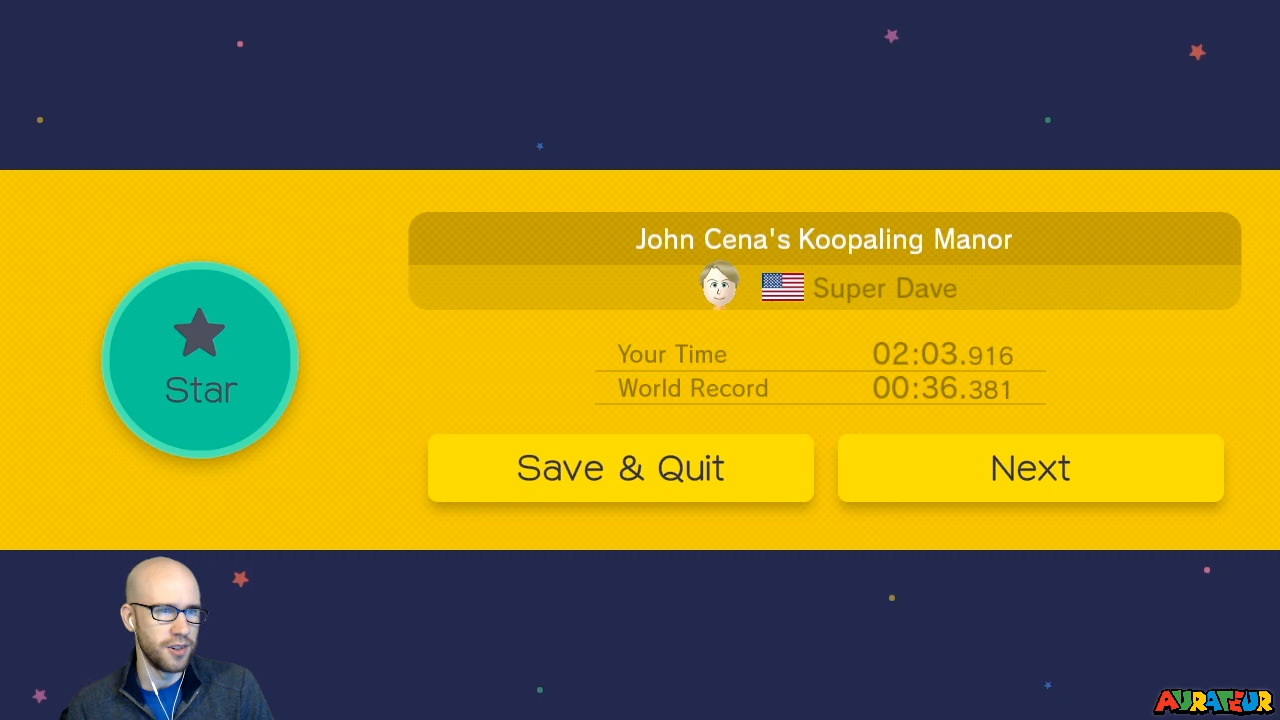 John Cena's Koopaling Manor
Super Dave
Your Time 02:03.916
World Record 00:36.381
Star
Save & Quit
Next
AURATEUR